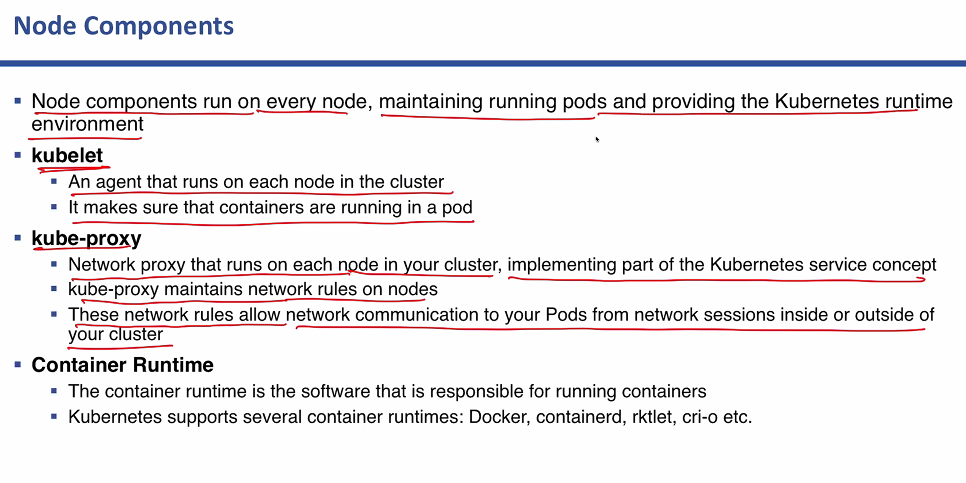 Node Components
▪ Node components run on every node, maintaining running pods and providing the Kubernetes runtime
environment
▪ kubelet
▪ An agent that runs on each node in the cluster
▪ It makes sure that containers are running in a pod
▪ kube-proxy
▪ Network proxy that runs on each node in your cluster, implementing part of the Kubernetes service concept
▪ kube-proxy maintains network rules on nodes
▪ These network rules allow network communication to your Pods from network sessions inside or outside of
your cluster
▪ Container Runtime
▪ The container runtime is the software that is responsible for running containers
▪ Kubernetes supports several container runtimes: Docker, containerd, rktlet, cri-o etc.